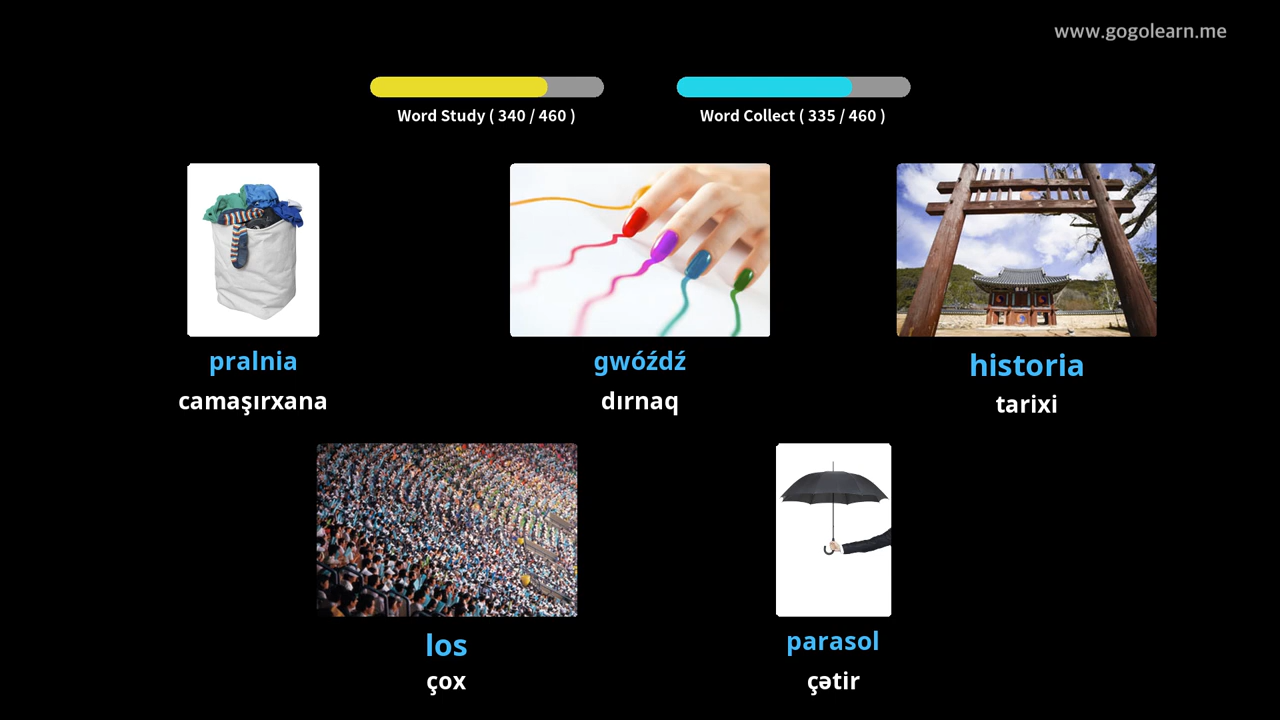 www.gogolearn.me
Word Study ( 340 / 460 )
Word Collect ( 335 / 460 )
pralnia
camaşırxana
gwóźdź
dırnaq
historia
tarixi
los
çox
parasol
çətir